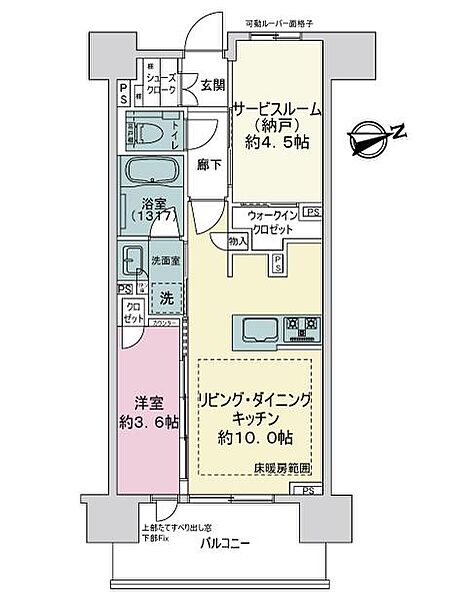 可動ルーバー面格子
シューズ
クローク
玄関
PS
サービスルーム
(納戸)
約4.5帖
トイレ
廊下
N
浴室
(1317)
ウォークイン
クロゼット
PS
物入
PS
洗面室
洗
PS
クロ
ゼット
カウンター
洋室
約3.6帖
リビング・ダイニング
キッチン
約10.0帖
床暖房範囲
PS
上部たてすべり出し窓
下部Fix
バルコニー